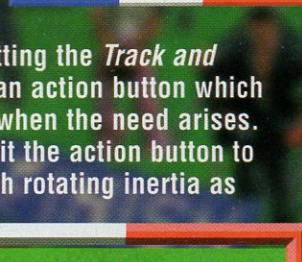 tting the Track and
an action button which
when the need arises.
it the action button to
h rotating inertia as